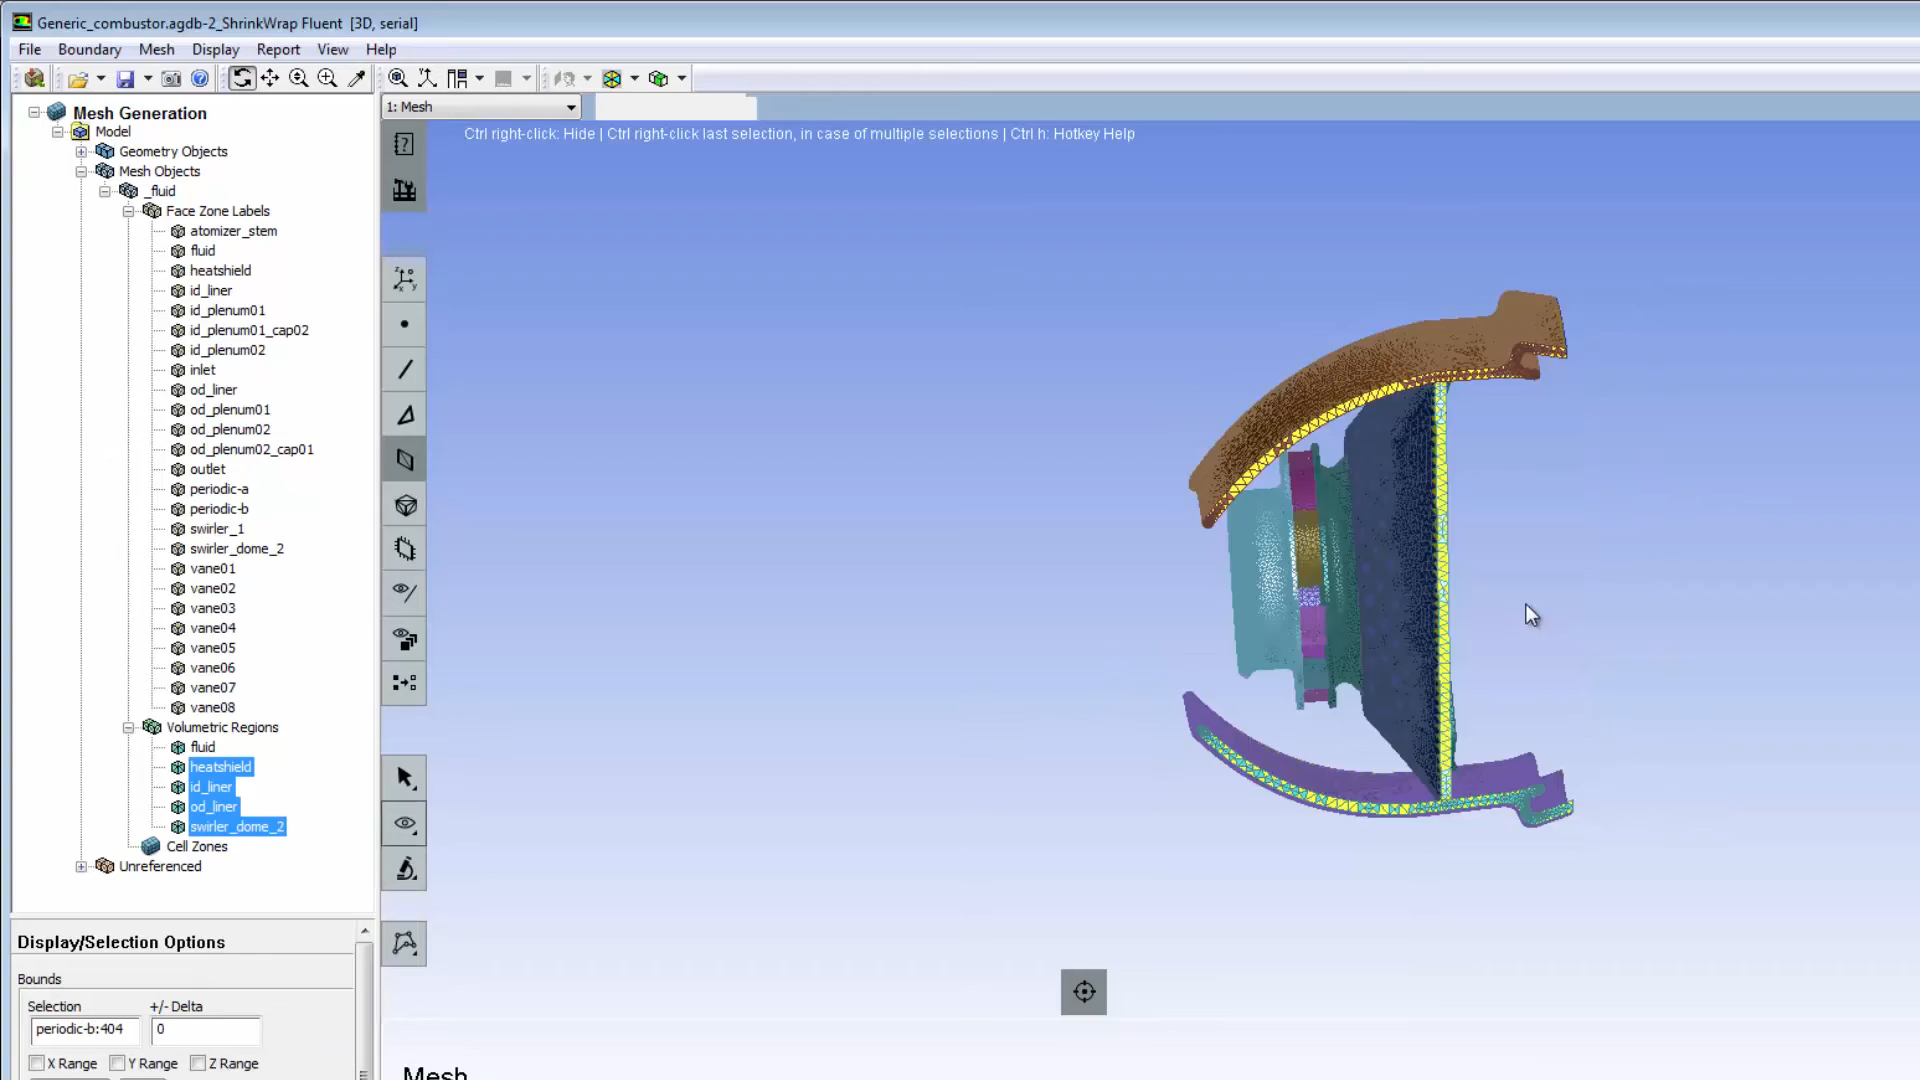 Generic_combustor.agdb-2_ShrinkWrap Fluent [3D, serial]
File Boundary Mesh Display Report View Help
1: Mesh
Ctrl right-click: Hide | Ctrl right-click last selection, in case of multiple selections | Ctrl h: Hotkey Help
Mesh Generation
Model
Geometry Objects
Mesh Objects
_fluid
Face Zone Labels
atomizer_stem
fluid
heatshield
id_liner
id_plenum01
id_plenum01_cap02
id_plenum02
inlet
od_liner
od_plenum01
od_plenum02
od_plenum02_cap01
outlet
periodic-a
periodic-b
swirler_1
swirler_dome_2
vane01
vane02
vane03
vane04
vane05
vane06
vane07
vane08
Volumetric Regions
fluid
heatshield
id_liner
od_liner
swirler_dome_2
Cell Zones
Unreferenced
Display/Selection Options
Bounds
Selection +/- Delta
periodic-b:404 0
X Range Y Range Z Range
Mesh